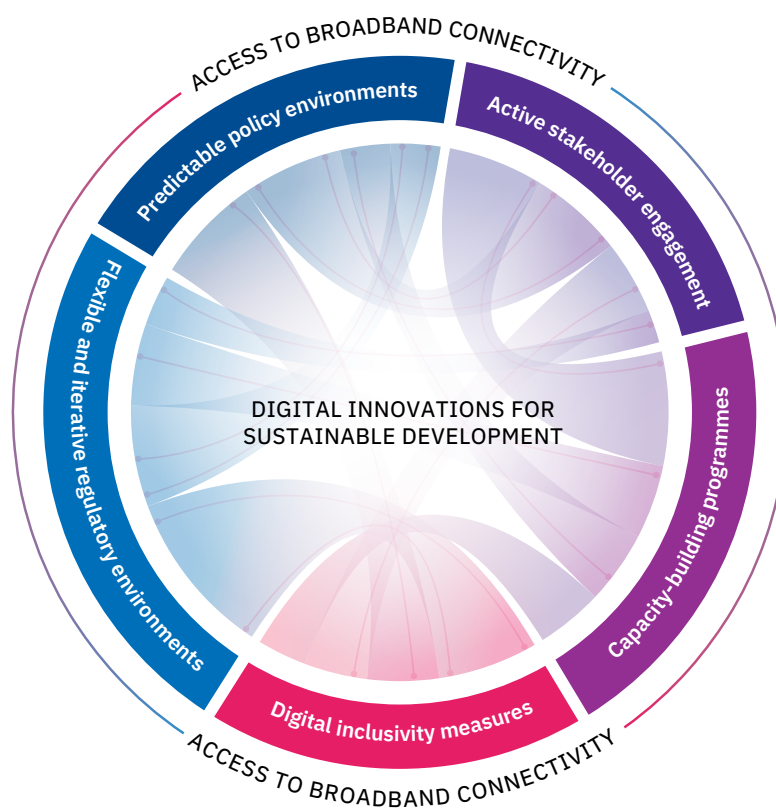 ACCESS TO BROADBAND CONNECTIVITY
Predictable policy environments
Active stakeholder engagement
Flexible and iterative regulatory environments
DIGITAL INNOVATIONS FOR
SUSTAINABLE DEVELOPMENT
Capacity-building programmes
Digital inclusivity measures
ACCESS TO BROADBAND CONNECTIVITY